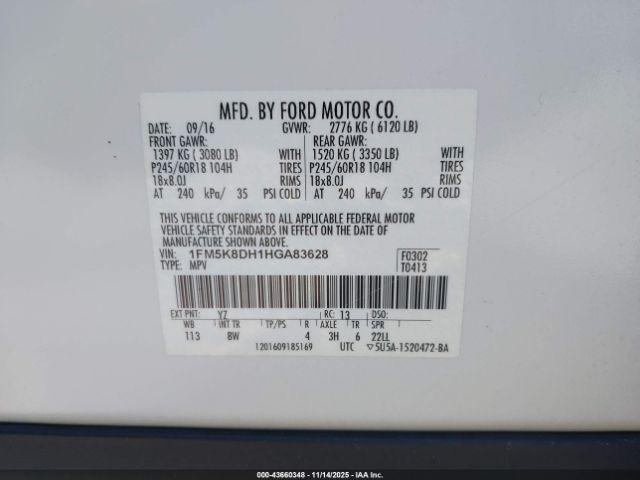 MFD. BY FORD MOTOR CO.
DATE: 09/16 GVWR: 2776 KG ( 6120 LB)
FRONT GAWR: REAR GAWR:
1397 KG ( 3080 LB) WITH 1520 KG ( 3350 LB) WITH
P245/60R18 104H TIRES P245/60R18 104H TIRES
18x8.0J RIMS 18x8.0J RIMS
AT 240 kPa/ 35 PSI COLD AT 240 kPa/ 35 PSI COLD
THIS VEHICLE CONFORMS TO ALL APPLICABLE FEDERAL MOTOR
VEHICLE SAFETY STANDARDS IN EFFECT ON THE DATE OF
MANUFACTURE SHOWN ABOVE.
VIN: 1FM5K8DH1HGA83628 F0302
TYPE: MPV T0413
EXT PNT: YZ RC: 13 DSO:
WB INT TR TP/PS R AXLE TR SPR
113 8W 4 3H 6 22LL
1201609185169 UTC ▽5U5A-1520472-BA
000-43660348 - 11/14/2025 - IAAI.com